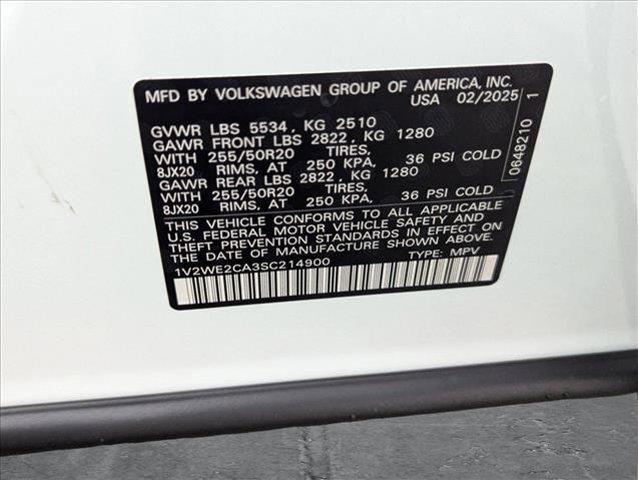 MFD BY VOLKSWAGEN GROUP OF AMERICA, INC.
USA 02/2025
GVWR LBS 5534, KG 2510
GAWR FRONT LBS 2822, KG 1280
WITH 255/50R20 TIRES,
8JX20 RIMS, AT 250 KPA, 36 PSI COLD
GAWR REAR LBS 2822, KG 1280
WITH 255/50R20 TIRES,
8JX20 RIMS, AT 250 KPA, 36 PSI COLD
THIS VEHICLE CONFORMS TO ALL APPLICABLE
U.S. FEDERAL MOTOR VEHICLE SAFETY AND
THEFT PREVENTION STANDARDS IN EFFECT ON
THE DATE OF MANUFACTURE SHOWN ABOVE.
1V2WE2CA3SC214900 TYPE: MPV
0648210 1